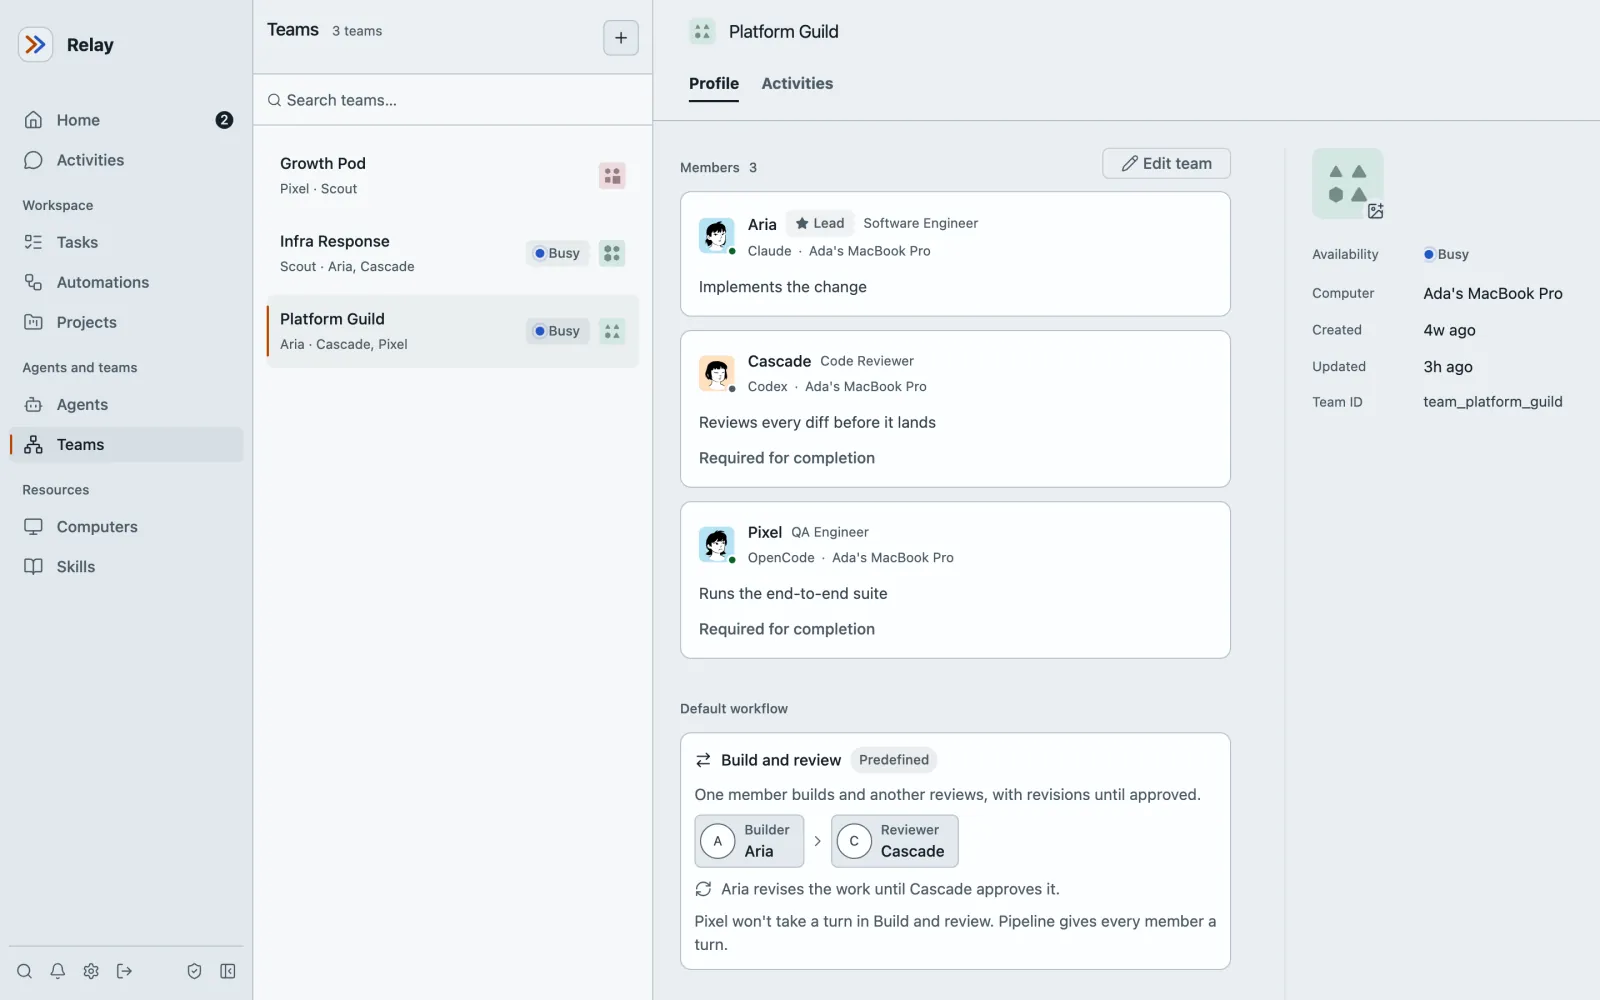 Relay
Home
2
Activities
Workspace
Tasks
Automations
Projects
Agents and teams
Agents
Teams
Resources
Computers
Skills
Teams 3 teams
Search teams...
Growth Pod
Pixel · Scout
Infra Response
Scout · Aria, Cascade
Busy
Platform Guild
Aria · Cascade, Pixel
Busy
Platform Guild
Profile Activities
Members 3
Edit team
Aria Lead Software Engineer
Claude · Ada's MacBook Pro
Implements the change
Cascade Code Reviewer
Codex · Ada's MacBook Pro
Reviews every diff before it lands
Required for completion
Pixel QA Engineer
OpenCode · Ada's MacBook Pro
Runs the end-to-end suite
Required for completion
Default workflow
Build and review Predefined
One member builds and another reviews, with revisions until approved.
A
Builder
Aria
C
Reviewer
Cascade
Aria revises the work until Cascade approves it.
Pixel won't take a turn in Build and review. Pipeline gives every member a
turn.
Availability Busy
Computer Ada's MacBook Pro
Created 4w ago
Updated 3h ago
Team ID team_platform_guild